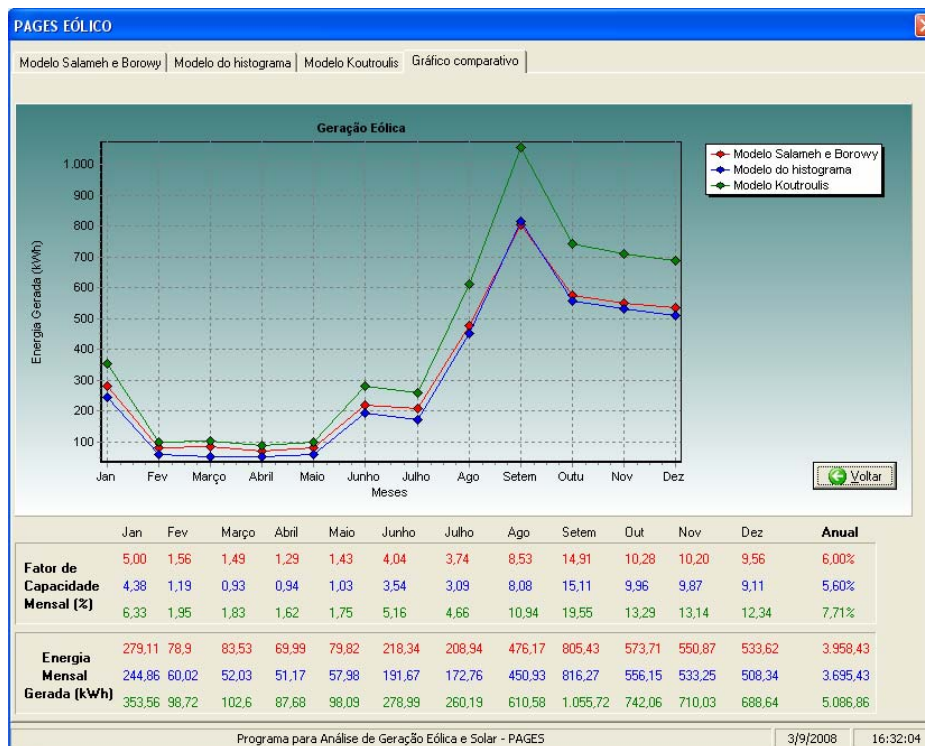 PAGES EÓLICO
Modelo Salameh e Borowy
Modelo do histograma
Modelo Koutroulis
Gráfico comparativo
Geração Eólica
Modelo Salameh e Borowy
Modelo do histograma
Modelo Koutroulis
Energia Gerada (kWh)
1.000
900
800
700
600
500
400
300
200
100
Jan Fev Março Abril Maio Junho Julho Ago Setem Outu Nov Dez
Meses
Voltar
Jan Fev Março Abril Maio Junho Julho Ago Setem Out Nov Dez Anual
Fator de
Capacidade
Mensal (%)
5,00 1,56 1,49 1,29 1,43 4,04 3,74 8,53 14,91 10,28 10,20 9,56 6,00%
4,38 1,19 0,93 0,94 1,03 3,54 3,09 8,08 15,11 9,96 9,87 9,11 5,60%
6,33 1,95 1,83 1,62 1,75 5,16 4,66 10,94 19,55 13,29 13,14 12,34 7,71%
Energia
Mensal
Gerada (kWh)
279,11 78,9 83,53 69,99 79,82 218,34 208,94 476,17 805,43 573,71 550,87 533,62 3.958,43
244,86 60,02 52,03 51,17 57,98 191,67 172,76 450,93 816,27 556,15 533,25 508,34 3.695,43
353,56 98,72 102,6 87,68 98,09 278,99 260,19 610,58 1.055,72 742,06 710,03 688,64 5.086,86
Programa para Análise de Geração Eólica e Solar - PAGES
3/9/2008
16:32:04